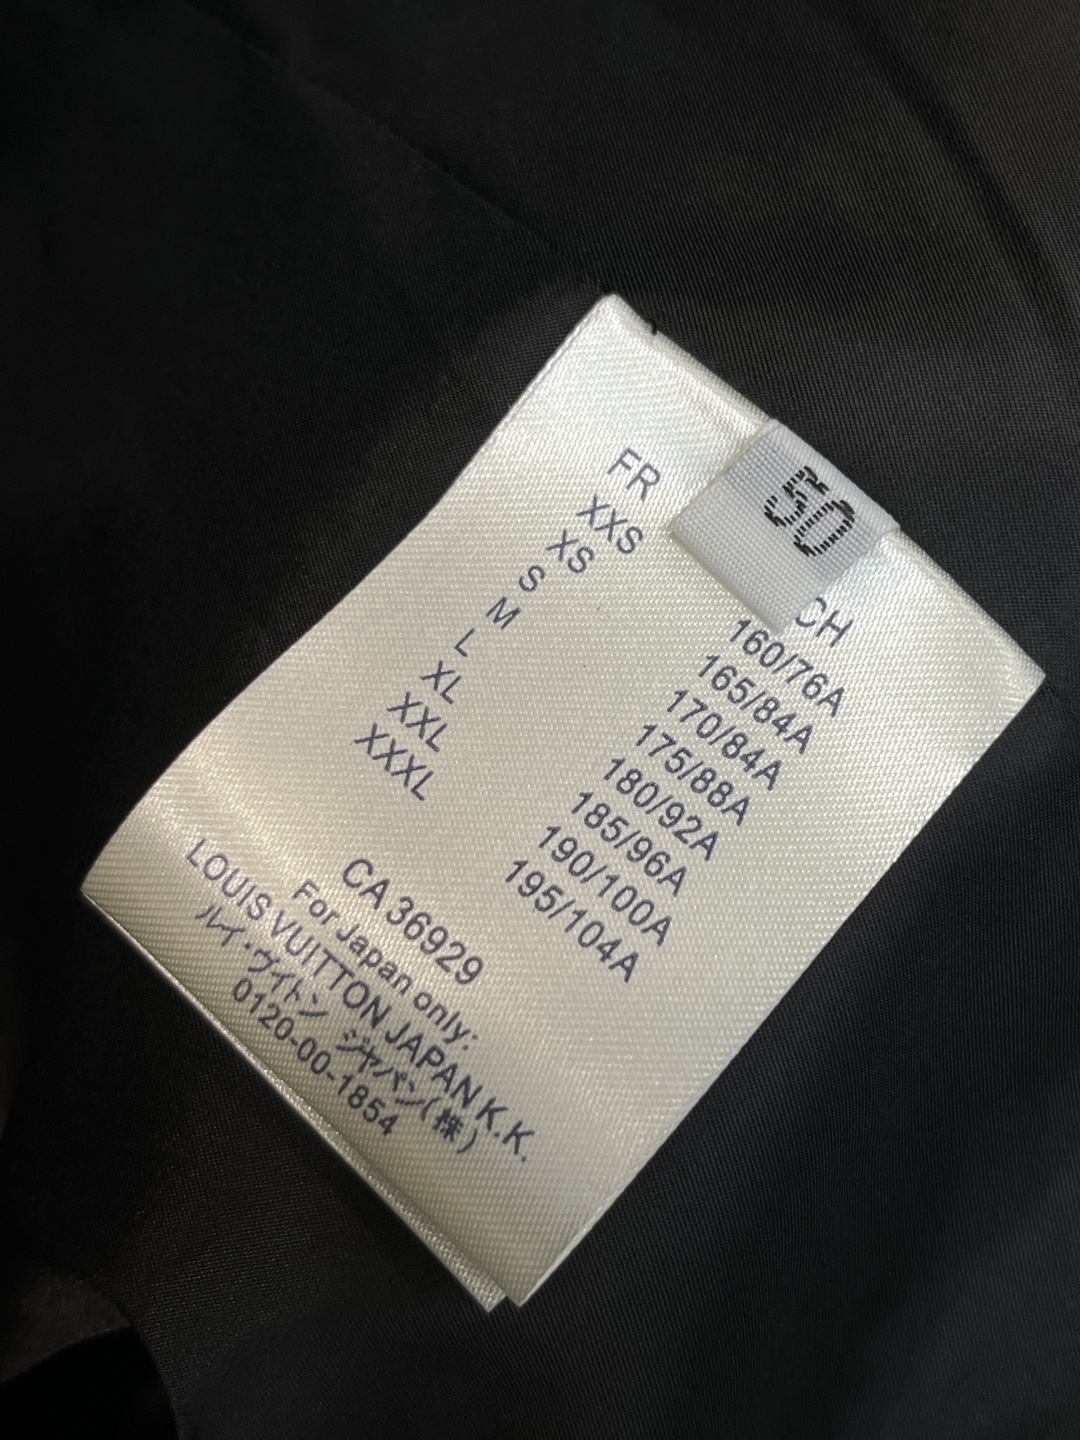 50
FR CH
XXS 160/76A
XS 165/84A
S 170/84A
M 175/88A
L 180/92A
XL 185/96A
XXL 190/100A
XXXL 195/104A
CA 36929
For Japan only:
LOUIS VUITTON JAPAN K.K.
ルイ・ヴィトン ジャパン(株)
0120-00-1854